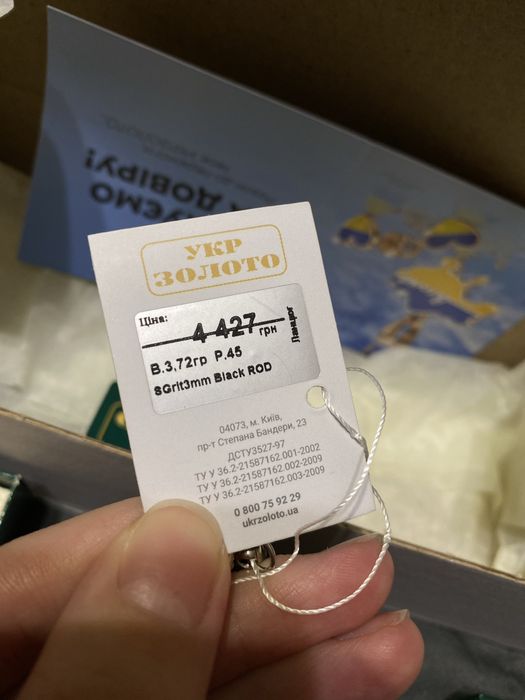 УКР
ЗОЛОТО
Ціна:
4 427 грн
Ланцюг
В.3,72гр Р.45
SGrit3mm Black ROD
04073, м. Київ,
пр-т Степана Бандери, 23
ДСТУ3527-97
ТУ У 36.2-21587162.001-2002
ТУ У 36.2-21587162.002-2009
ТУ У 36.2-21587162.003-2009
0 800 75 92 29
ukrzoloto.ua
ДОВІРУ!